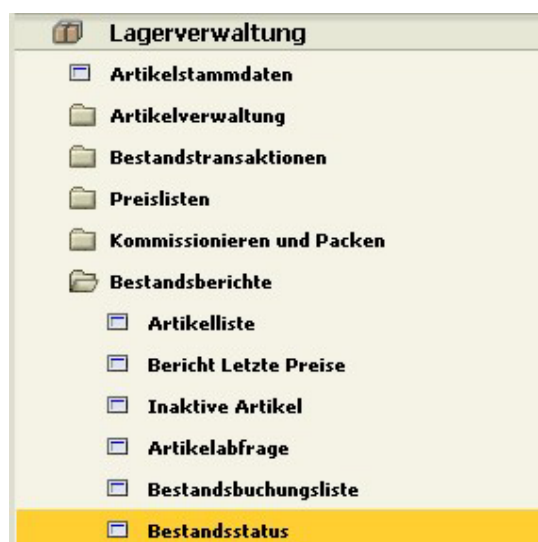 Lagerverwaltung
Artikelstammdaten
Artikelverwaltung
Bestandstransaktionen
Preislisten
Kommissionieren und Packen
Bestandsberichte
Artikelliste
Bericht Letzte Preise
Inaktive Artikel
Artikelabfrage
Bestandsbuchungsliste
Bestandsstatus